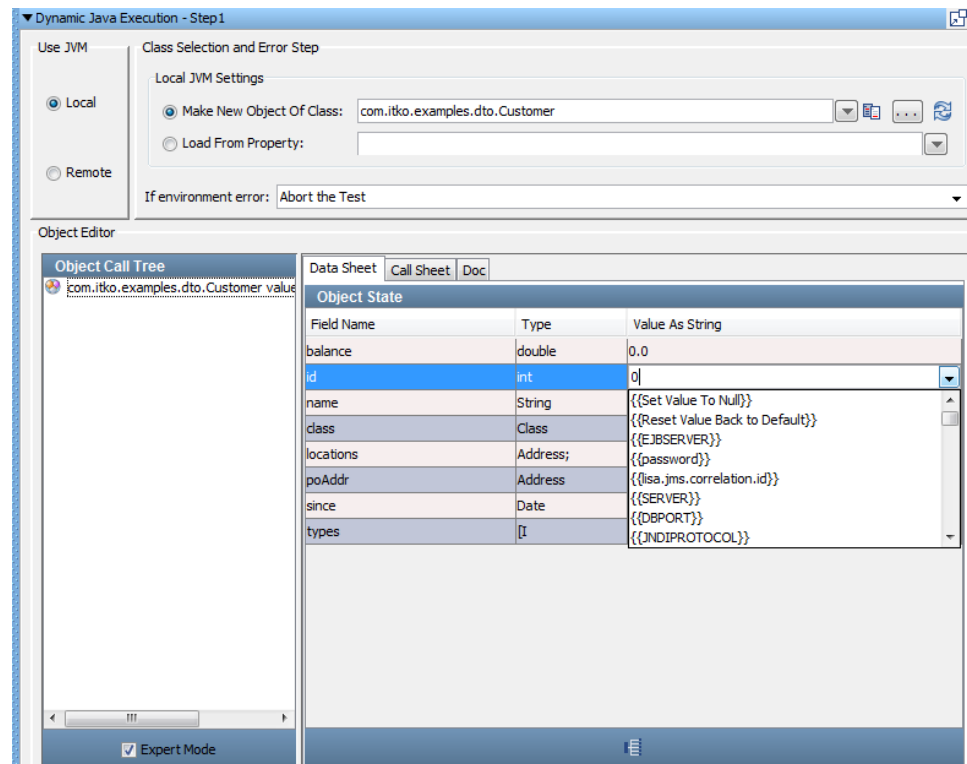 Dynamic Java Execution - Step1
Use JVM
Class Selection and Error Step
Local JVM Settings
Local
Make New Object Of Class: com.itko.examples.dto.Customer ...
Load From Property:
Remote
If environment error: Abort the Test
Object Editor
Object Call Tree
com.itko.examples.dto.Customer value
Data Sheet Call Sheet Doc
Object State
Field Name Type Value As String
balance double 0.0
id int 0
name String {{Set Value To Null}}
{{Reset Value Back to Default}}
class Class {{EJBSERVER}}
locations Address; {{password}}
{{lisa.jms.correlation.id}}
poAddr Address {{SERVER}}
since Date {{DBPORT}}
types [I {{JNDIPROTOCOL}}
Expert Mode